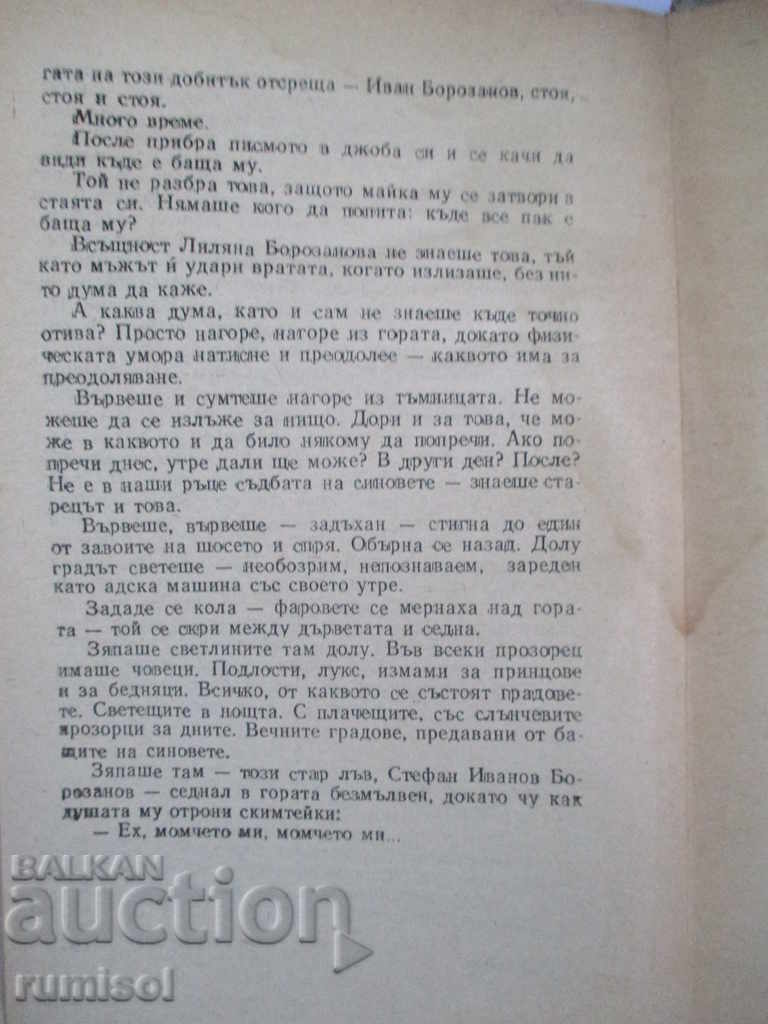 гата на този добитък отсреща — Иван Борозанов, стоя,
стоя и стоя.
Много време.
После прибра писмото в джоба си и се качи да
види къде е баща му.
Той не разбра това, защото майка му се затвори в
стаята си. Нямаше кого да попита: къде все пак е
баща му?
Всъщност Лиляна Борозанова не знаеше това, тъй
като мъжът ѝ удари вратата, когато излизаше, без ни-
то дума да каже.
А каква дума, като и сам не знаеше къде точно
отива? Просто нагоре, нагоре из гората, докато физи-
ческата умора натисне и преодолее — каквото има за
преодоляване.
Вървеше и сумтеше нагоре из тъмницата. Не мо-
жеше да се излъже за нищо. Дори и за това, че мо-
же в каквото и да било някому да попречи. Ако по-
пречи днес, утре дали ще може? В други ден? После?
Не е в наши ръце съдбата на синовете — знаеше ста-
рецът и това.
Вървеше, вървеше — задъхан — стигна до един
от завоите на шосето и спря. Обърна се назад. Долу
градът светеше — необозрим, непознаваем, зареден
като адска машина със своето утре.
Зададе се кола — фаровете се мернаха над гора-
та — той се скри между дърветата и седна.
Зяпаше светлините там долу. Във всеки прозорец
имаше човеци. Подлости, лукс, измами за принцове
и за бедняци. Всичко, от каквото се състоят градове-
те. Светещите в нощта. С плачещите, със слънчевите
прозорци за дните. Вечните градове, предавани от ба-
щите на синовете.
Зяпаше там — този стар лъв, Стефан Иванов Бо-
розанов — седнал в гората безмълвен, докато чу как
душата му отрони скимтейки:
— Ех, момчето ми, момчето ми...
BALKAN
auction
rumisol